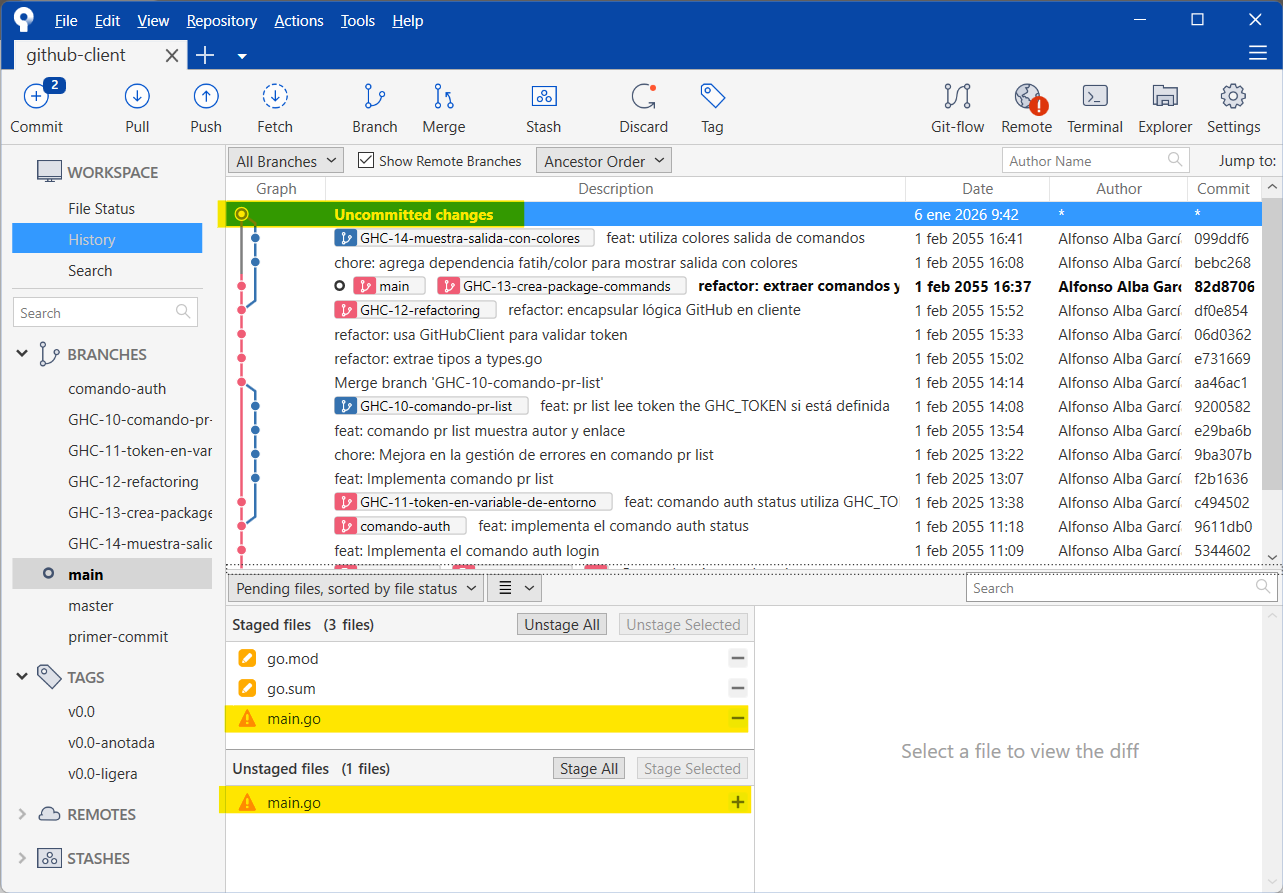 File Edit View Repository Actions Tools Help
github-client
2
Commit Pull Push Fetch Branch Merge Stash Discard Tag Git-flow Remote Terminal Explorer Settings
WORKSPACE
File Status
History
Search
Search
BRANCHES
comando-auth
GHC-10-comando-pr-
GHC-11-token-en-var
GHC-12-refactoring
GHC-13-crea-package
GHC-14-muestra-salic
main
master
primer-commit
TAGS
v0.0
v0.0-anotada
v0.0-ligera
REMOTES
STASHES
All Branches Show Remote Branches Ancestor Order Author Name Jump to:
Graph Description Date Author Commit
Uncommitted changes 6 ene 2026 9:42 * *
GHC-14-muestra-salida-con-colores feat: utiliza colores salida de comandos 1 feb 2055 16:41 Alfonso Alba Garcí 099ddf6
chore: agrega dependencia fatih/color para mostrar salida con colores 1 feb 2055 16:08 Alfonso Alba Garcí bebc268
main GHC-13-crea-package-commands refactor: extraer comandos y 1 feb 2055 16:37 Alfonso Alba Garc 82d8706
GHC-12-refactoring refactor: encapsular lógica GitHub en cliente 1 feb 2055 15:52 Alfonso Alba Garcí df0e854
refactor: usa GitHubClient para validar token 1 feb 2055 15:33 Alfonso Alba Garcí 06d0362
refactor: extrae tipos a types.go 1 feb 2055 15:02 Alfonso Alba Garcí e731669
Merge branch 'GHC-10-comando-pr-list' 1 feb 2055 14:14 Alfonso Alba Garcí aa46ac1
GHC-10-comando-pr-list feat: pr list lee token the GHC_TOKEN si está definida 1 feb 2055 14:08 Alfonso Alba Garcí 9200582
feat: comando pr list muestra autor y enlace 1 feb 2055 13:54 Alfonso Alba Garcí e29ba6b
chore: Mejora en la gestión de errores en comando pr list 1 feb 2025 13:22 Alfonso Alba Garcí 9ba307b
feat: Implementa comando pr list 1 feb 2055 13:07 Alfonso Alba Garcí f2b1636
GHC-11-token-en-variable-de-entorno feat: comando auth status utiliza GHC_TO 1 feb 2025 13:38 Alfonso Alba Garcí c494502
comando-auth feat: implementa el comando auth status 1 feb 2055 11:18 Alfonso Alba Garcí 9611db0
feat: Implementa el comando auth login 1 feb 2055 11:09 Alfonso Alba Garcí 5344602
Pending files, sorted by file status Search
Staged files (3 files) Unstage All Unstage Selected
go.mod
go.sum
main.go
Unstaged files (1 files) Stage All Stage Selected
main.go
Select a file to view the diff